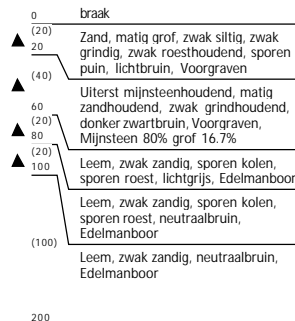 0
braak
(20)
Zand, matig grof, zwak siltig, zwak
20
grindig, zwak roesthoudend, sporen
puin, lichtbruin, Voorgraven
(40)
Uiterst mijnsteenhoudend, matig
60
zandhoudend, zwak grindhoudend,
(20)
donker zwartbruin, Voorgraven,
80
Mijnsteen 80% grof 16.7%
(20)
Leem, zwak zandig, sporen kolen,
100
sporen roest, lichtgrijs, Edelmanboor
Leem, zwak zandig, sporen kolen,
sporen roest, neutraalbruin,
Edelmanboor
(100)
Leem, zwak zandig, neutraalbruin,
Edelmanboor
200